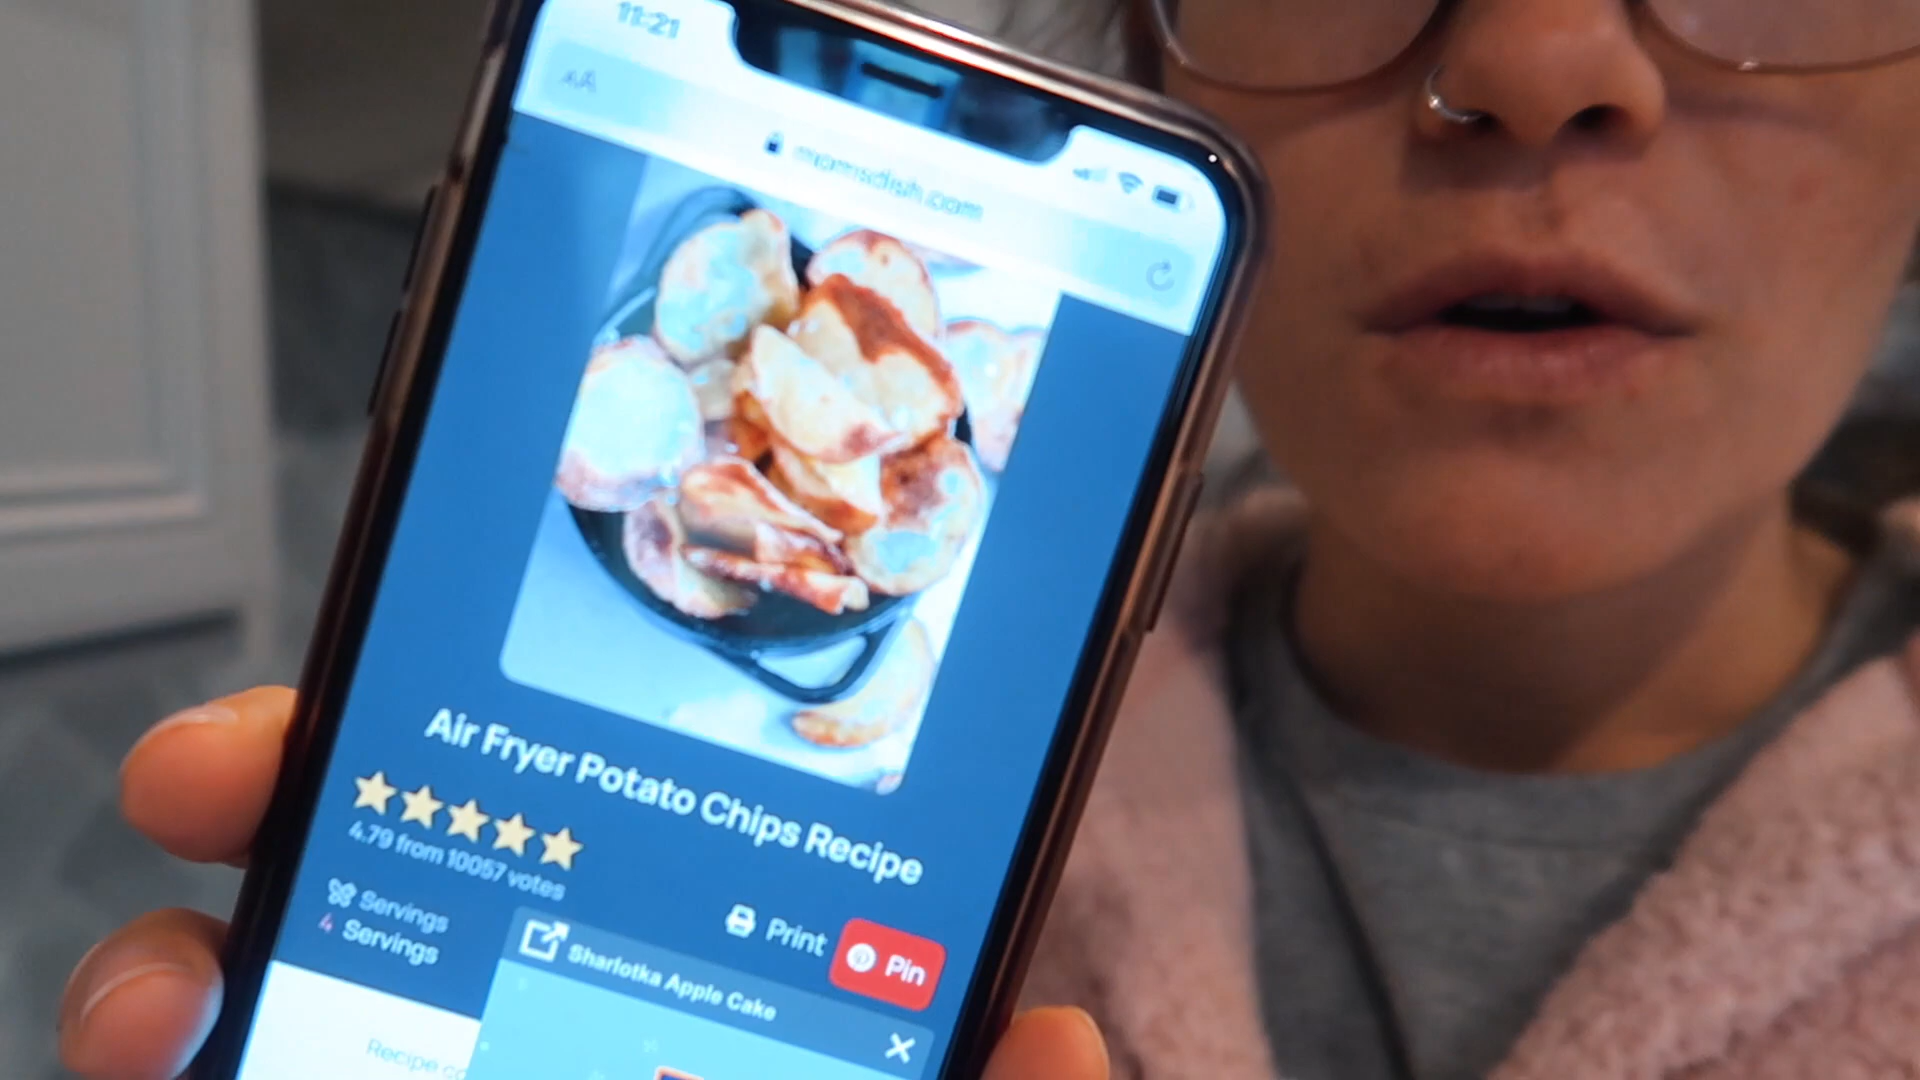 11:21
AA
momsdish.com
Air Fryer Potato Chips Recipe
4.79 from 10057 votes
Servings
4 Servings
Print
Pin
Sharlotka Apple Cake
Recipe